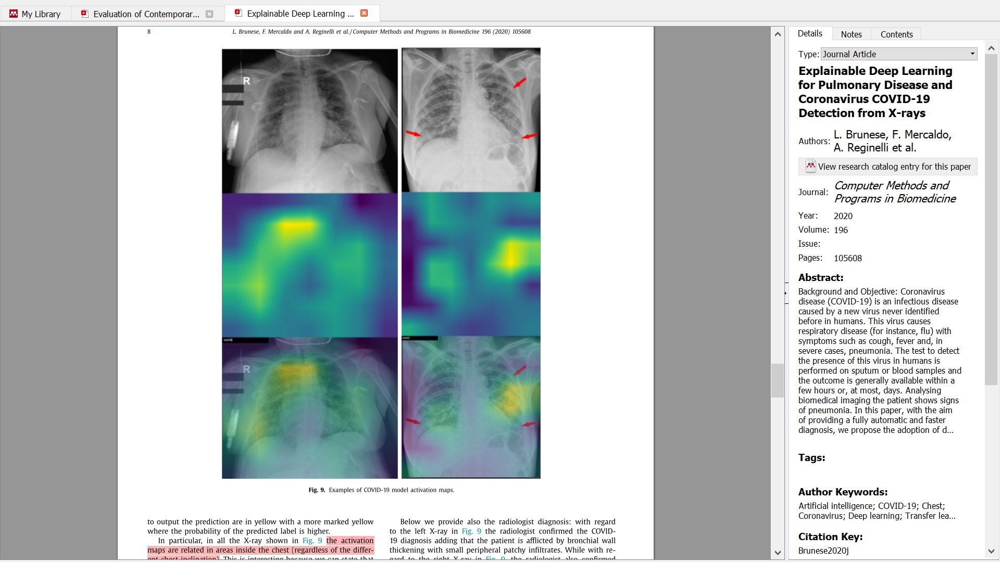 My Library
Evaluation of Contemporar...
Explainable Deep Learning ...
8
L. Brunese, F. Mercaldo and A. Reginelli et al. / Computer Methods and Programs in Biomedicine 196 (2020) 105608
R
covid
R
covid
Fig. 9. Examples of COVID-19 model activation maps.
to output the prediction are in yellow with a more marked yellow
where the probability of the predicted label is higher.
In particular, in all the X-ray shown in Fig. 9 the activation
maps are related in areas inside the chest (regardless of the differ-
ent chest inclination). This is interesting because we can state that
Below we provide also the radiologist diagnosis: with regard
to the left X-ray in Fig. 9 the radiologist confirmed the COVID-
19 diagnosis adding that the patient is afflicted by bronchial wall
thickening with small peripheral patchy infiltrates. While with re-
gard to the right X-ray in Fig. 9, the radiologist also confirmed
Details
Notes
Contents
Type: Journal Article
Explainable Deep Learning
for Pulmonary Disease and
Coronavirus COVID-19
Detection from X-rays
Authors: L. Brunese, F. Mercaldo,
A. Reginelli et al.
View research catalog entry for this paper
Journal: Computer Methods and
Programs in Biomedicine
Year: 2020
Volume: 196
Issue:
Pages: 105608
Abstract:
Background and Objective: Coronavirus
disease (COVID-19) is an infectious disease
caused by a new virus never identified
before in humans. This virus causes
respiratory disease (for instance, flu) with
symptoms such as cough, fever and, in
severe cases, pneumonia. The test to detect
the presence of this virus in humans is
performed on sputum or blood samples and
the outcome is generally available within a
few hours or, at most, days. Analysing
biomedical imaging the patient shows signs
of pneumonia. In this paper, with the aim
of providing a fully automatic and faster
diagnosis, we propose the adoption of d...
Tags:
Author Keywords:
Artificial intelligence; COVID-19; Chest;
Coronavirus; Deep learning; Transfer lea...
Citation Key:
Brunese2020j